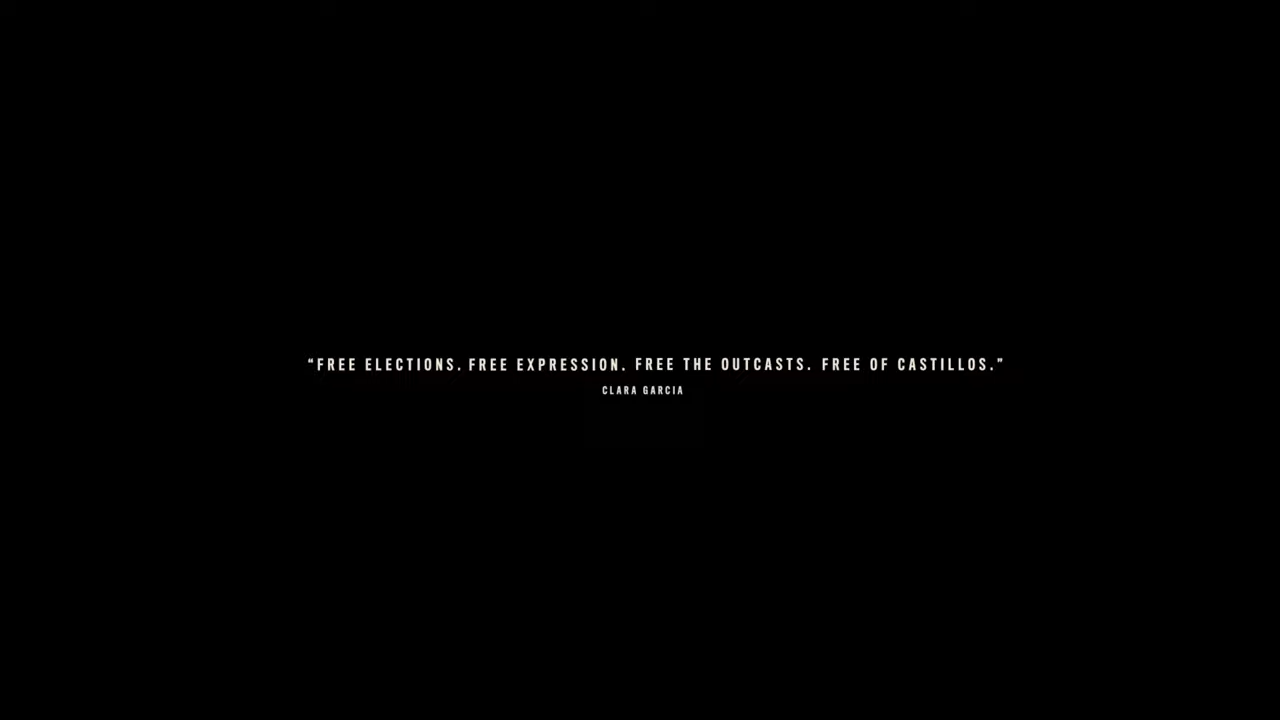 “FREE ELECTIONS. FREE EXPRESSION. FREE THE OUTCASTS. FREE OF CASTILLOS.”
CLARA GARCIA